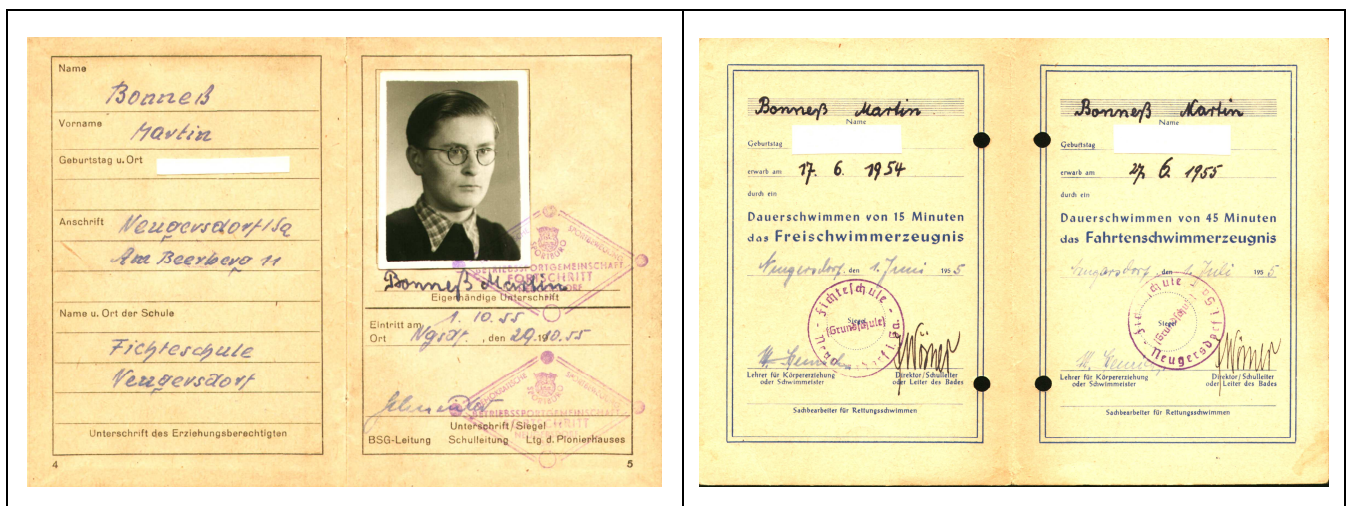 Name
Bonneß
Vorname
Martin
Geburtstag u. Ort
Anschrift Neugersdorf/Sa
Am Beerberg 11
Name u. Ort der Schule
Fichteschule
Neugersdorf
Unterschrift des Erziehungsberechtigten
4
BETRIEBSSPORTGEMEINSCHAFT
FORTSCHRITT
Bonneß Martin
Eigenhändige Unterschrift
Eintritt am 1. 10. 55
Ort Ngsdf. , den 29.10.55
BETRIEBSSPORTGEMEINSCHAFT
FORTSCHRITT
Unterschrift/Siegel
BSG-Leitung Schulleitung Ltg. d. Pionierhauses
5
Bonneß Martin
Name
Geburtstag
erwarb am 17. 6. 1954
durch ein
Dauerschwimmen von 15 Minuten
das Freischwimmerzeugnis
Neugersdorf, den 1. Juni 1955
Fichteschule
(Grundschule)
Siegel
Neugersdorf i. Sa.
Lehrer für Körpererziehung
oder Schwimmeister
Direktor/Schulleiter
oder Leiter des Bades
Sachbearbeiter für Rettungsschwimmen
Bonneß Martin
Name
Geburtstag
erwarb am 27. 6. 1955
durch ein
Dauerschwimmen von 45 Minuten
das Fahrtenschwimmerzeugnis
Neugersdorf, den 1. Juli 1955
Siegel
(Grundschule)
Neugersdorf
Lehrer für Körpererziehung
oder Schwimmeister
Direktor/Schulleiter
oder Leiter des Bades
Sachbearbeiter für Rettungsschwimmen